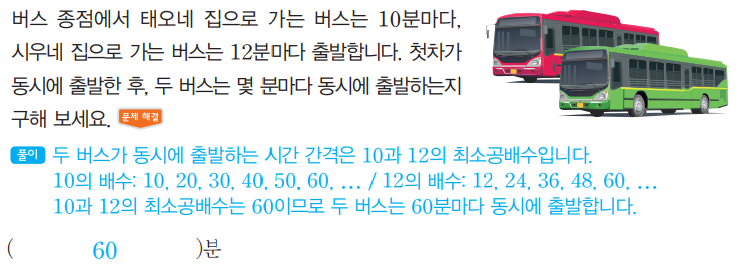 버스 종점에서 태오네 집으로 가는 버스는 10분마다,
시우네 집으로 가는 버스는 12분마다 출발합니다. 첫차가
동시에 출발한 후, 두 버스는 몇 분마다 동시에 출발하는지
구해 보세요. 문제 해결
풀이 두 버스가 동시에 출발하는 시간 간격은 10과 12의 최소공배수입니다.
10의 배수: 10, 20, 30, 40, 50, 60, … / 12의 배수: 12, 24, 36, 48, 60, …
10과 12의 최소공배수는 60이므로 두 버스는 60분마다 동시에 출발합니다.
( 60 )분